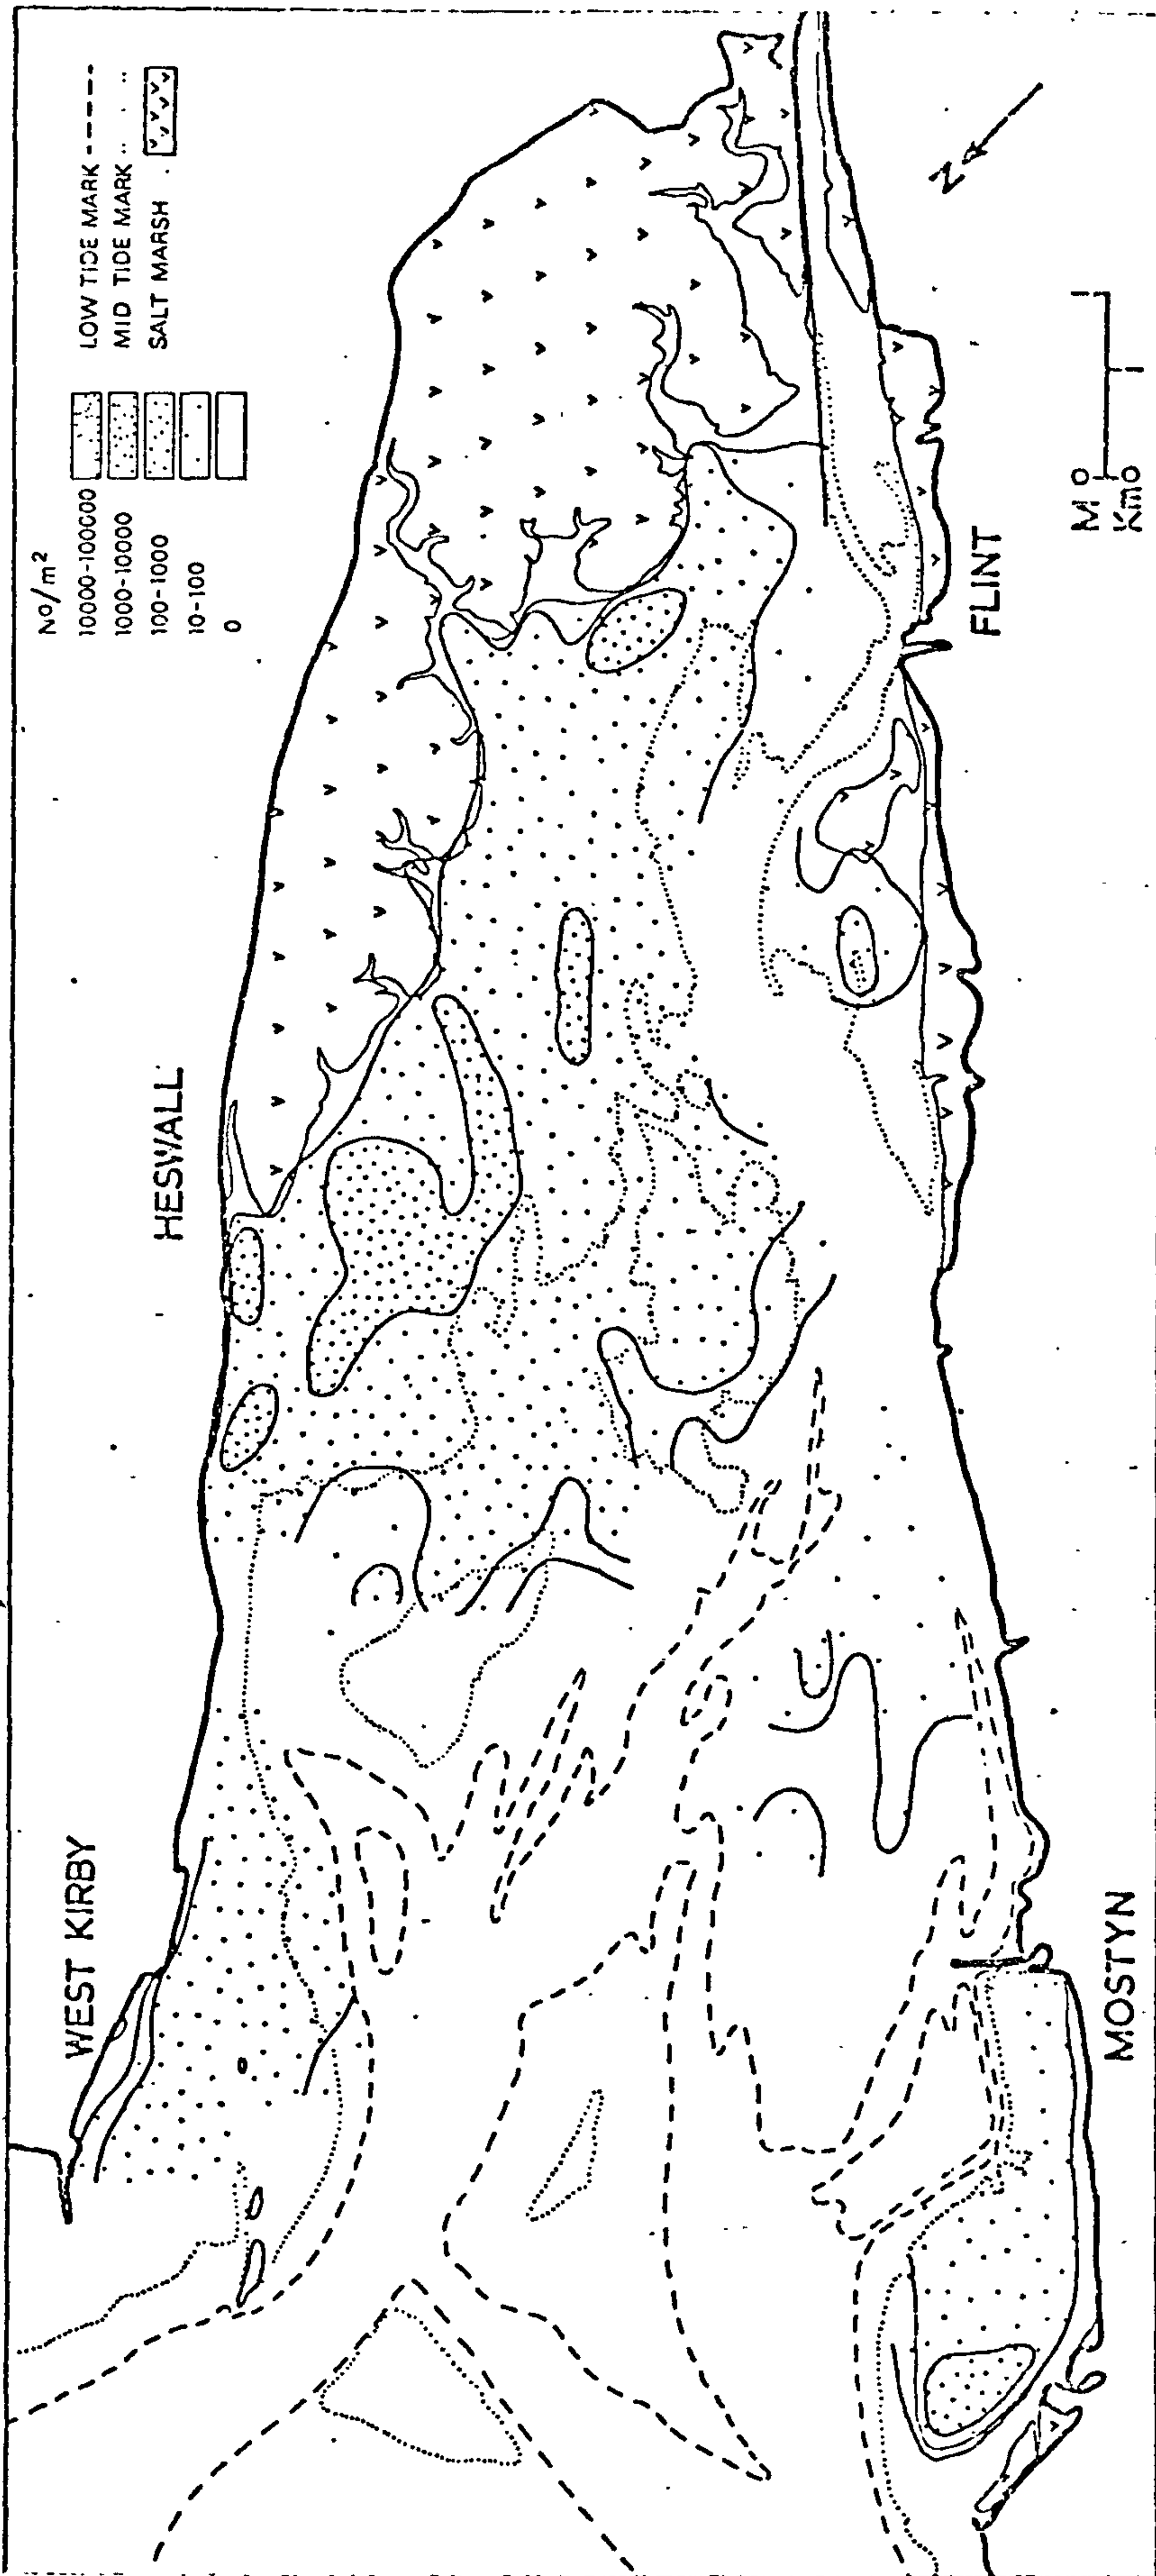 No/m²
10000-100000
1000-10000
100-1000
10-100
0
LOW TIDE MARK
MID TIDE MARK
SALT MARSH
WEST KIRBY
HESWALL
N
MOSTYN
FLINT
M 0 1
Km 0 1